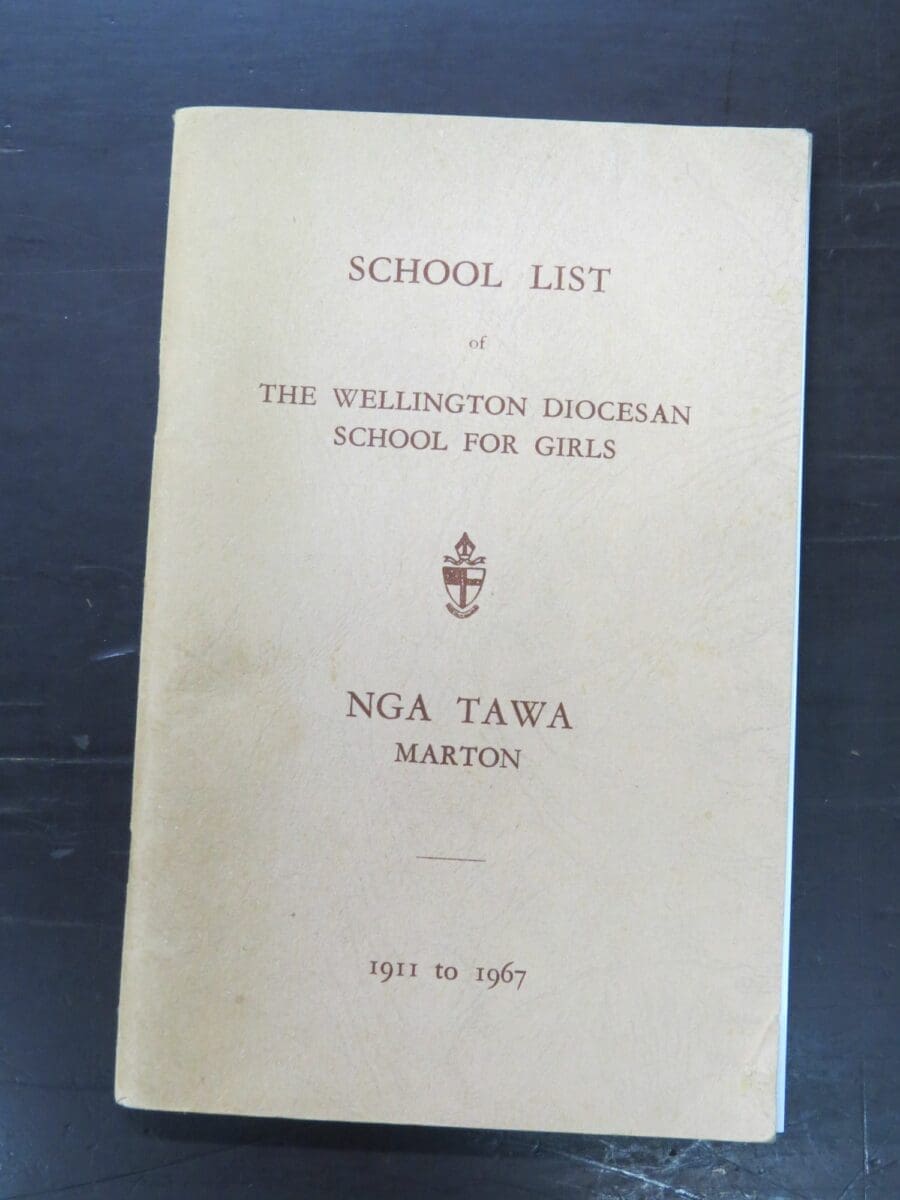 SCHOOL LIST
of
THE WELLINGTON DIOCESAN
SCHOOL FOR GIRLS
NGA TAWA
MARTON
1911 to 1967